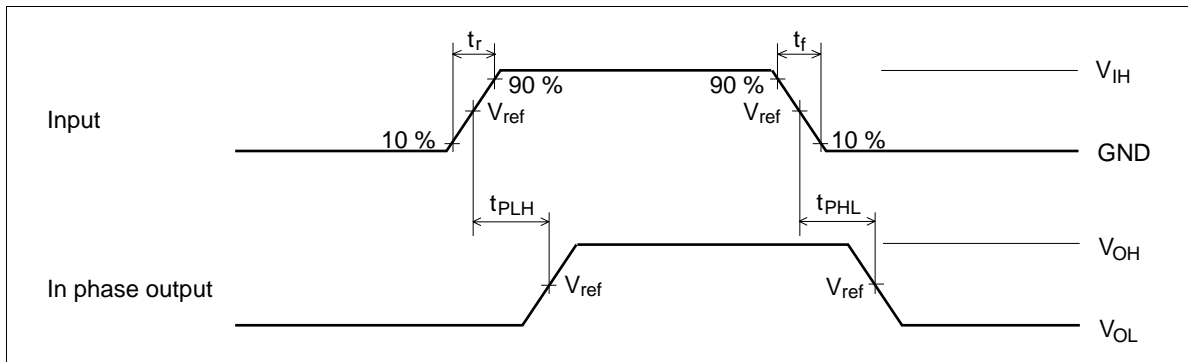 tr
tf
90 %
90 %
VIH
Input
Vref
Vref
10 %
10 %
GND
tPLH
tPHL
VOH
In phase output
Vref
Vref
VOL